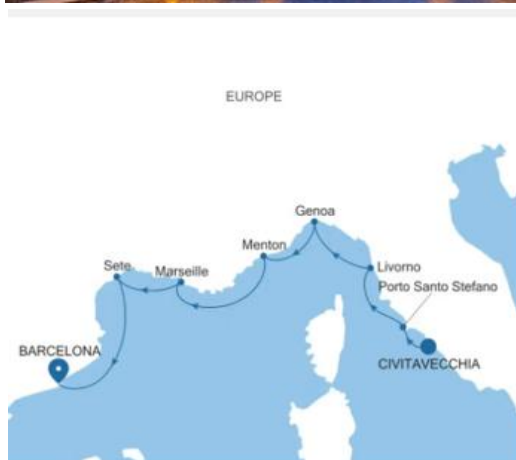 EUROPE
Genoa
Menton
Livorno
Sete
Marseille
Porto Santo Stefano
BARCELONA
CIVITAVECCHIA